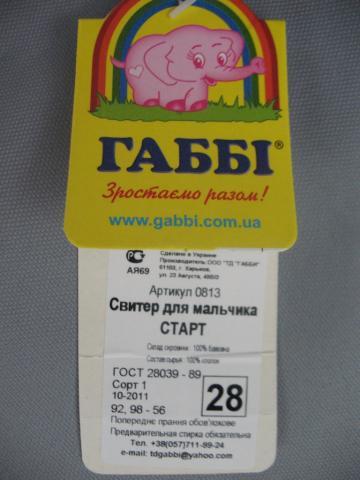 ГАББІ®
Зростаємо разом!
www.gabbi.com.ua
Сделано в Украине
Производитель:ООО "ТД "ГАББИ"
61103, г. Харьков,
ул. 23 Августа, 46б/2
АЯ69
Артикул 0813
Свитер для мальчика
СТАРТ
Склад сировини: 100% бавовна
Состав сырья: 100% хлопок
ГОСТ 28039 - 89
Сорт 1
10-2011
92, 98 - 56
28
Попереднє прання обов'язкове
Предварительная стирка обязательна
Тел. +38(057)711-89-24
e-mail: tdgabbi@yahoo.com